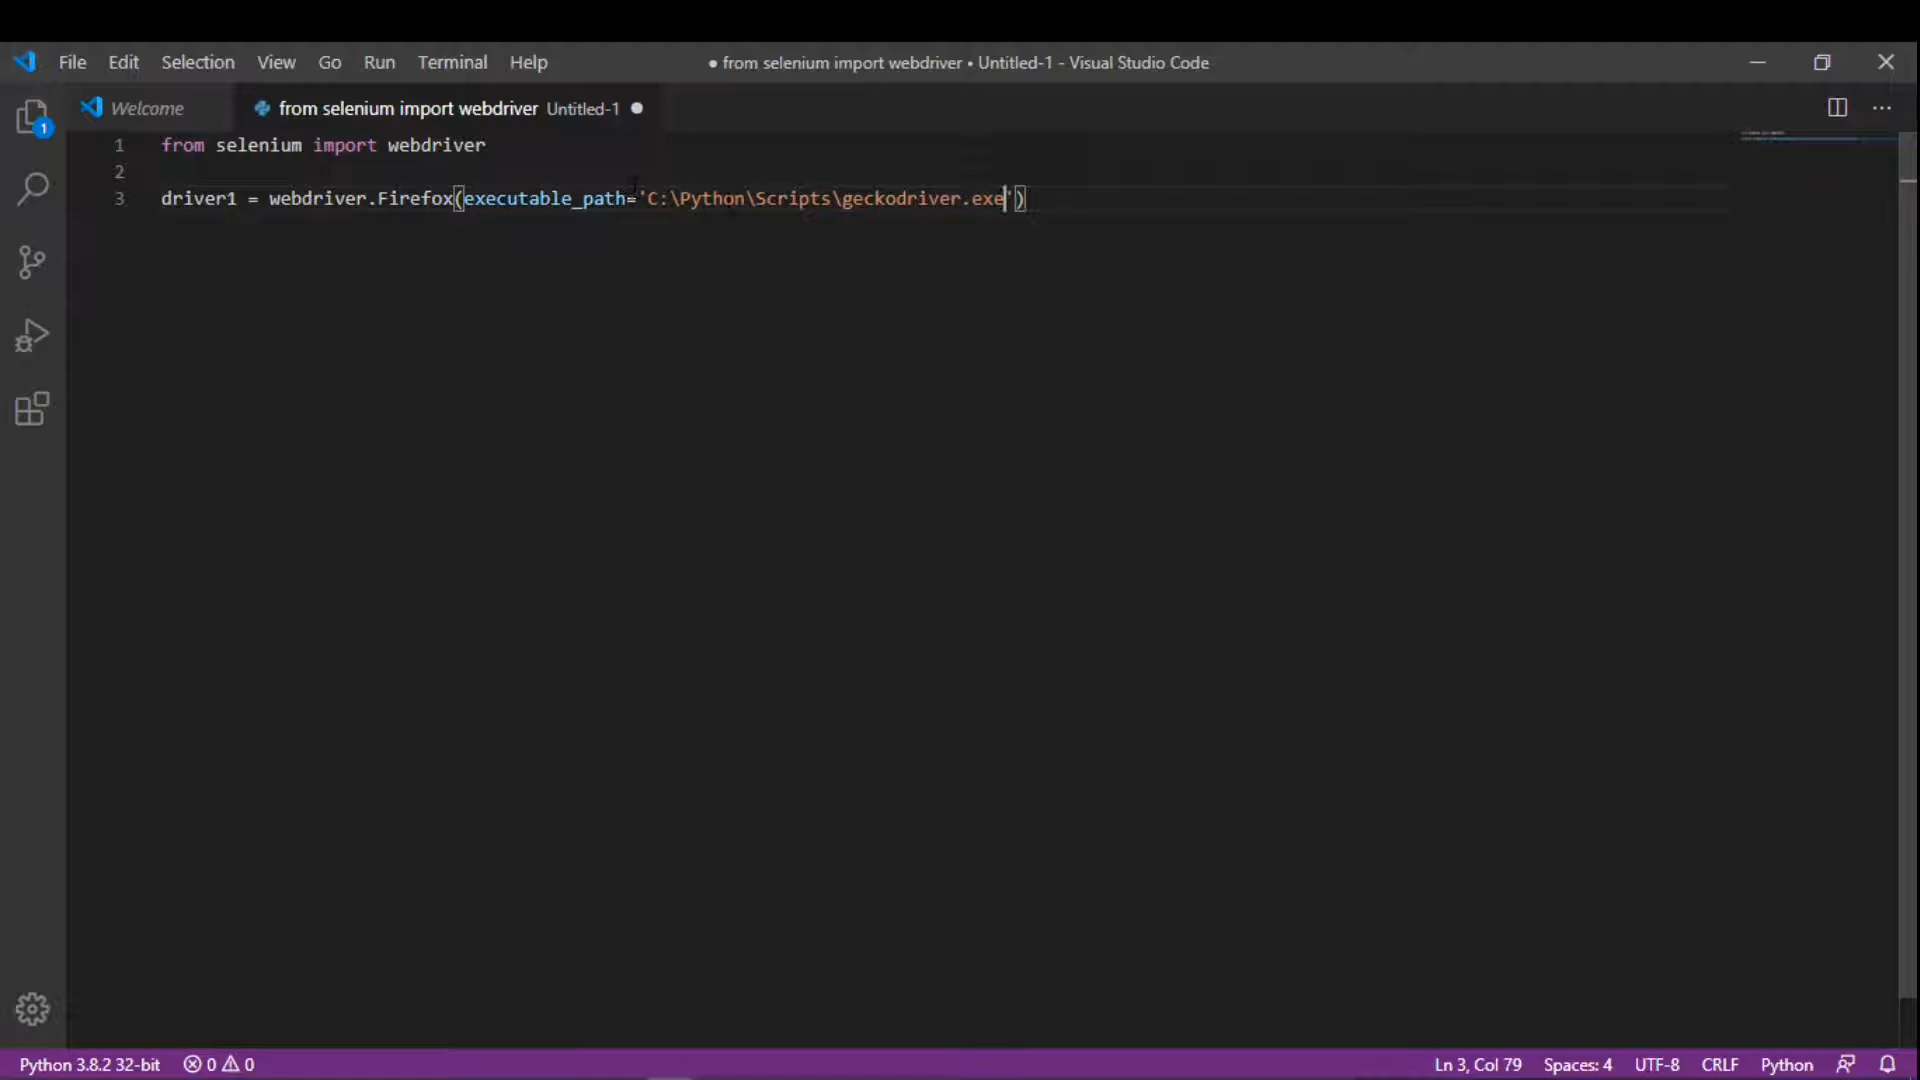 File Edit Selection View Go Run Terminal Help ● from selenium import webdriver • Untitled-1 - Visual Studio Code
Welcome from selenium import webdriver Untitled-1
1 from selenium import webdriver
2
3 driver1 = webdriver.Firefox(executable_path='C:\Python\Scripts\geckodriver.exe')
1
Python 3.8.2 32-bit 0 0 Ln 3, Col 79 Spaces: 4 UTF-8 CRLF Python